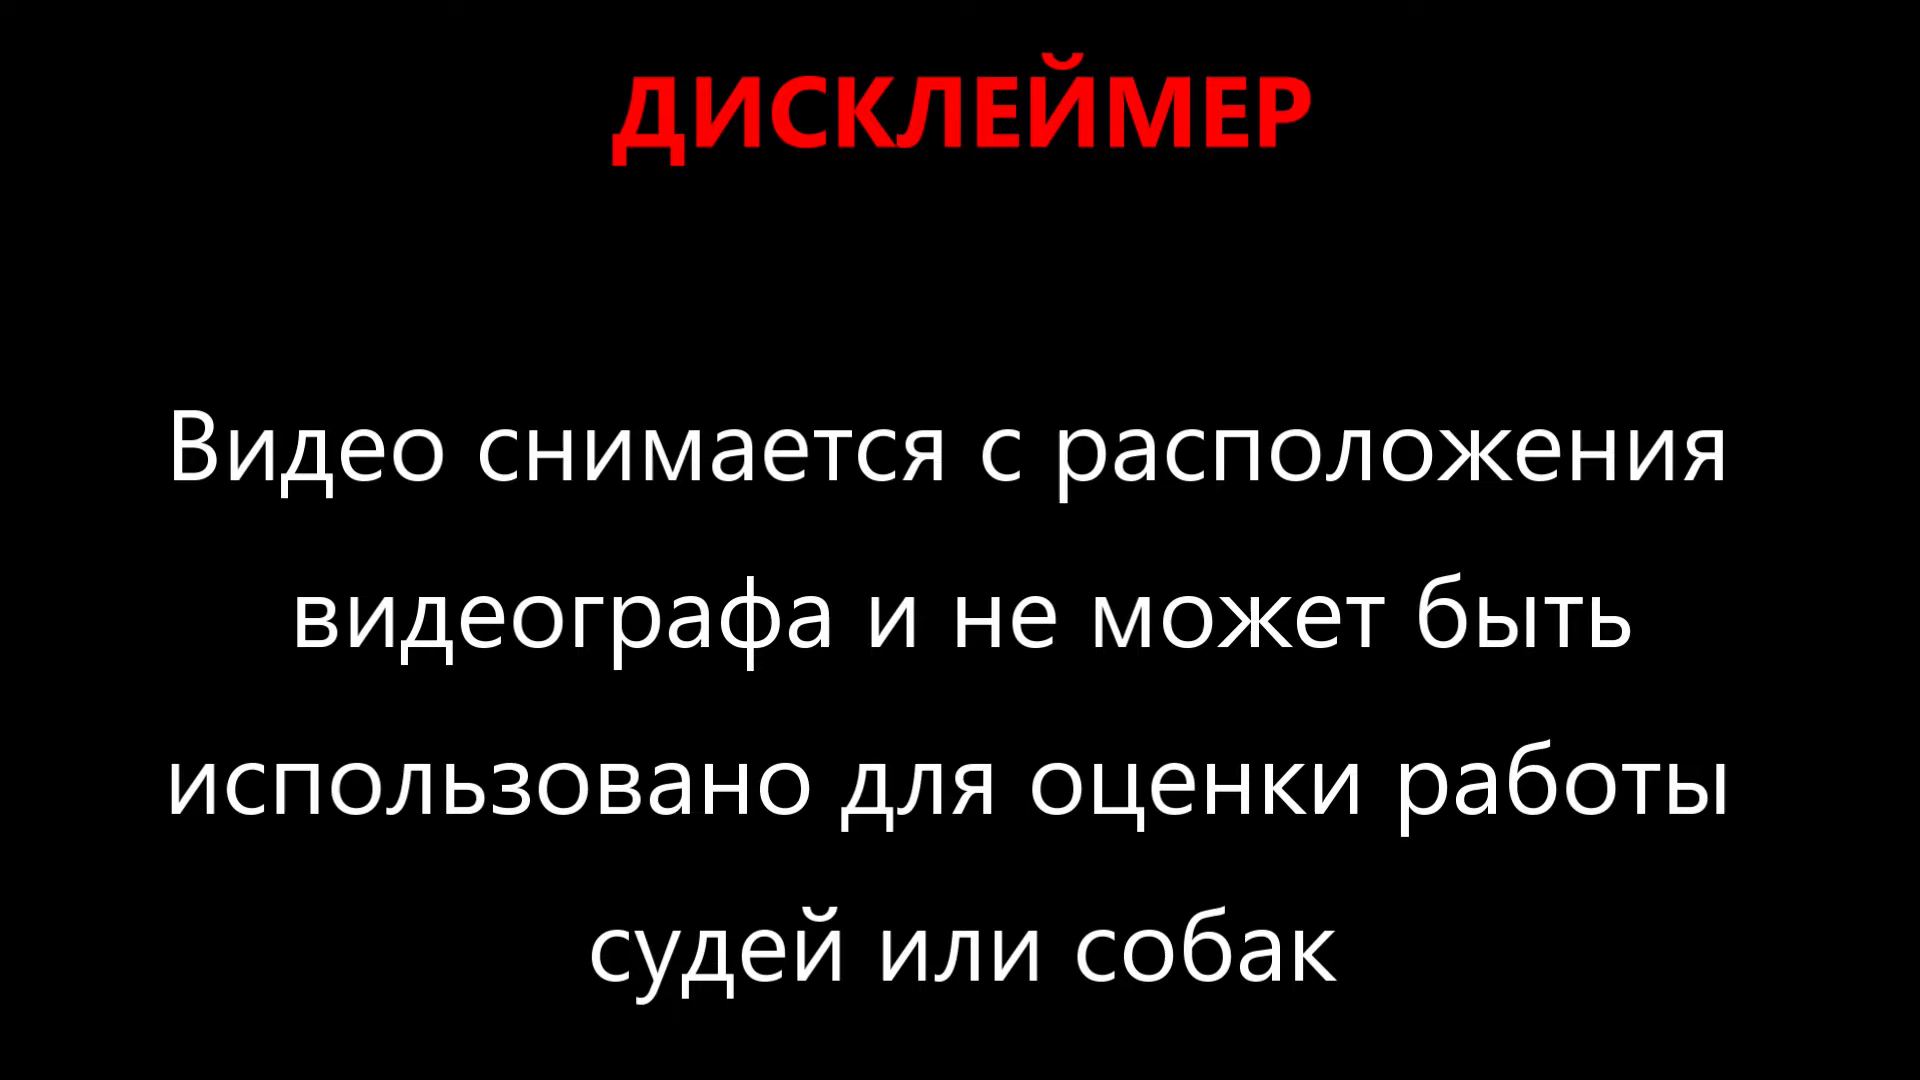 ДИСКЛЕЙМЕР
Видео снимается с расположения
видеографа и не может быть
использовано для оценки работы
судей или собак